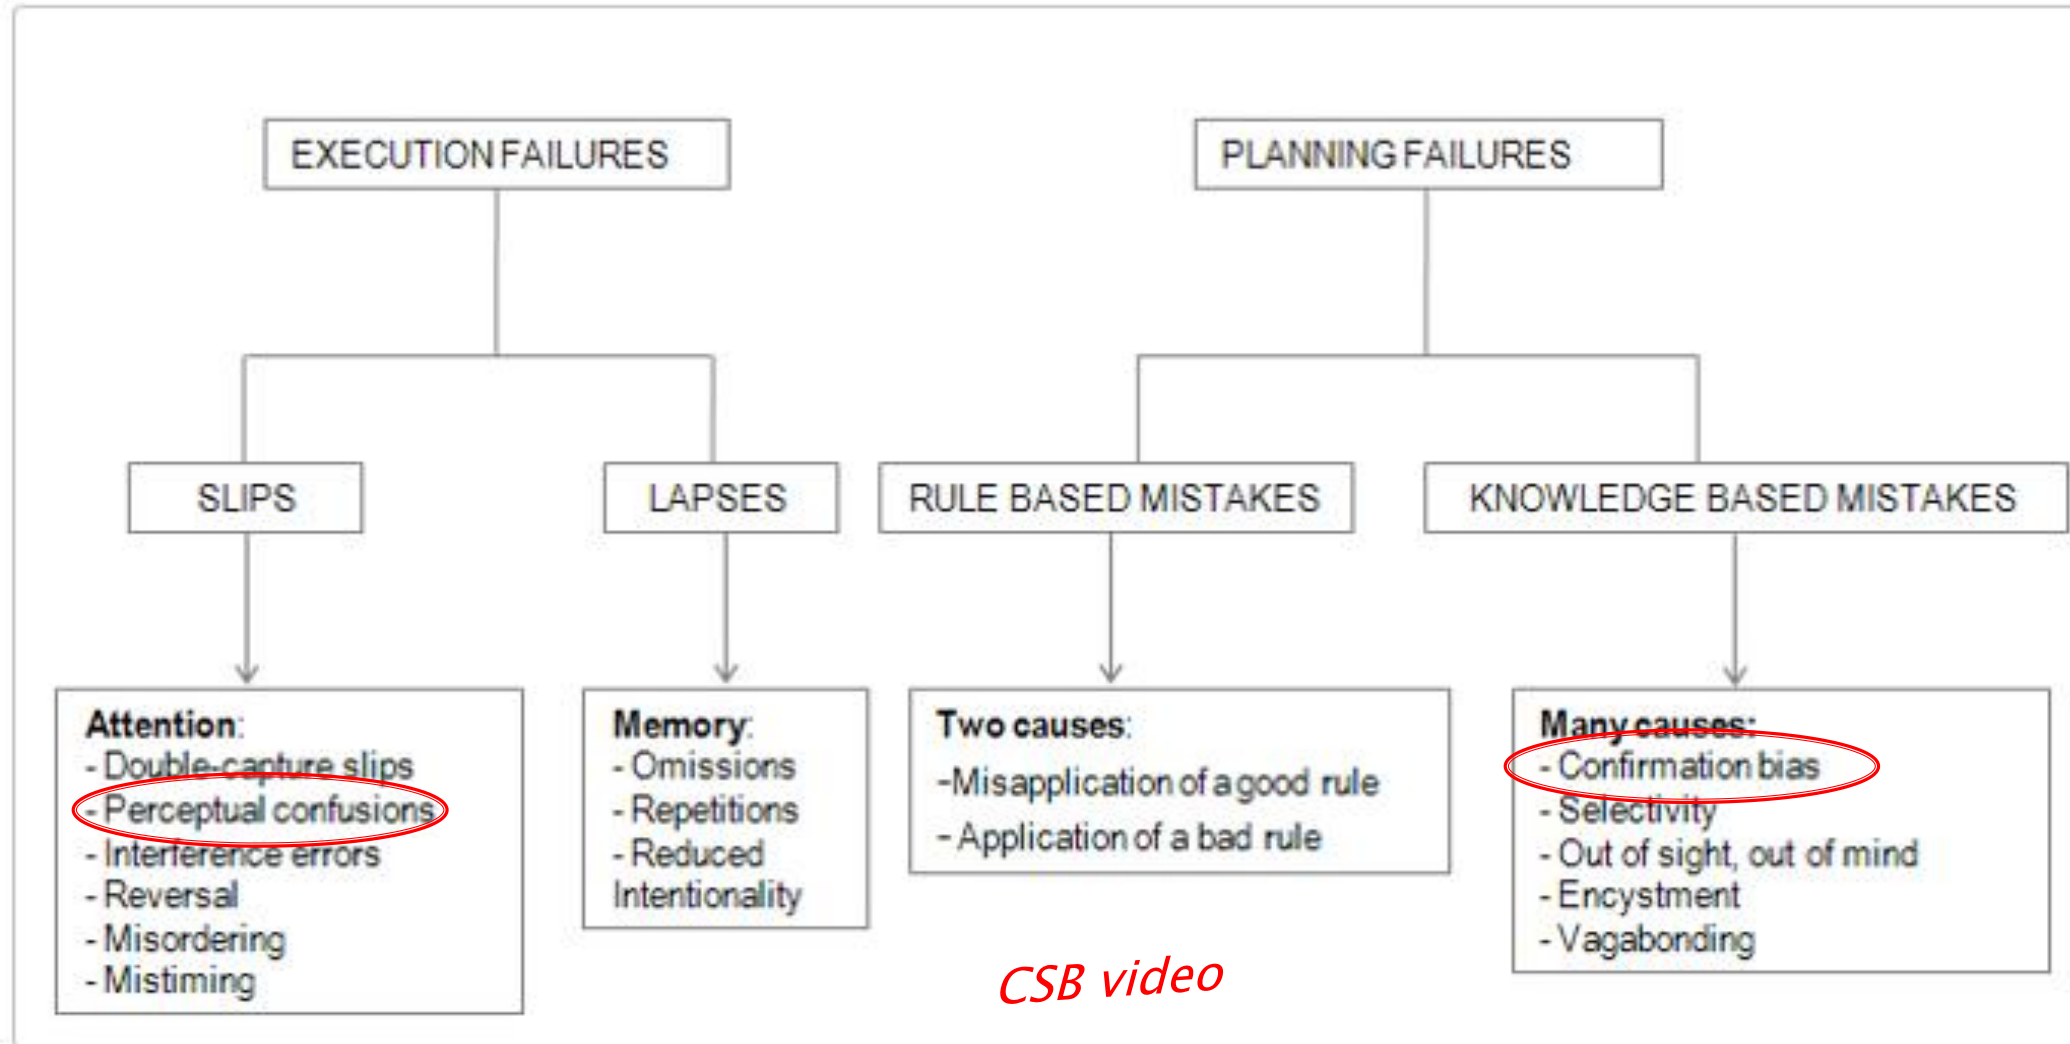 EXECUTION FAILURES
PLANNING FAILURES
SLIPS
LAPSES
RULE BASED MISTAKES
KNOWLEDGE BASED MISTAKES
Attention:
- Double-capture slips
- Perceptual confusions
- Interference errors
- Reversal
- Misordering
- Mistiming
Memory:
- Omissions
- Repetitions
- Reduced
Intentionality
Two causes:
-Misapplication of a good rule
- Application of a bad rule
Many causes:
- Confirmation bias
- Selectivity
- Out of sight, out of mind
- Encystment
- Vagabonding
CSB video